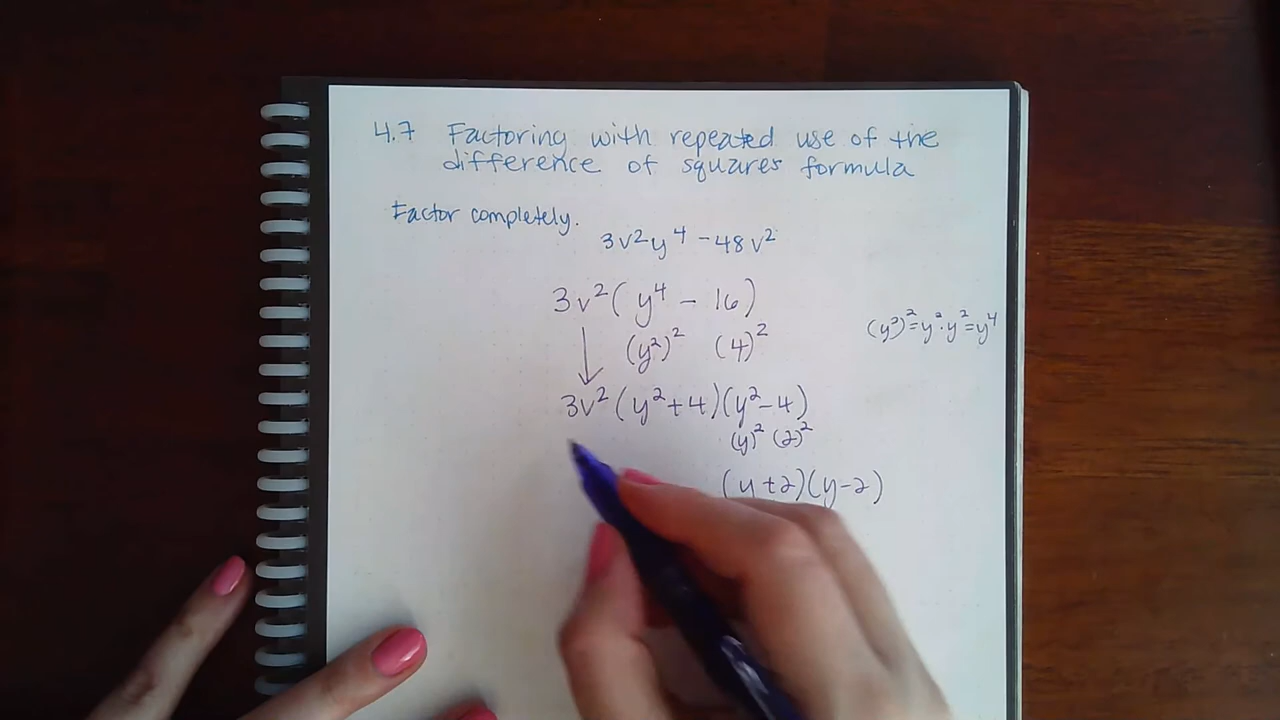 4.7 Factoring with repeated use of the
difference of squares formula
Factor completely.
3v²y⁴ - 48v²
3v²(y⁴ - 16)
(y²)² (4)²
(y²)² = y² · y² = y⁴
3v²(y²+4)(y²-4)
(y)² (2)²
(y+2)(y-2)